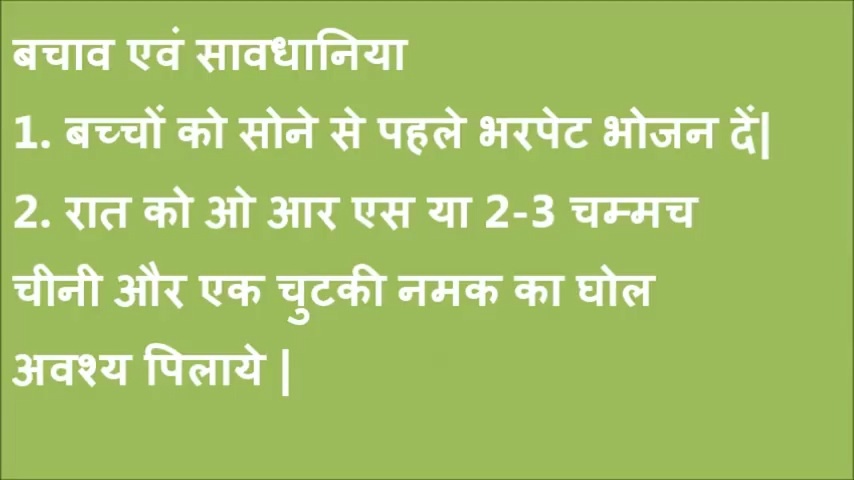 बचाव एवं सावधानिया
1. बच्चों को सोने से पहले भरपेट भोजन दें|
2. रात को ओ आर एस या 2-3 चम्मच
चीनी और एक चुटकी नमक का घोल
अवश्य पिलाये |